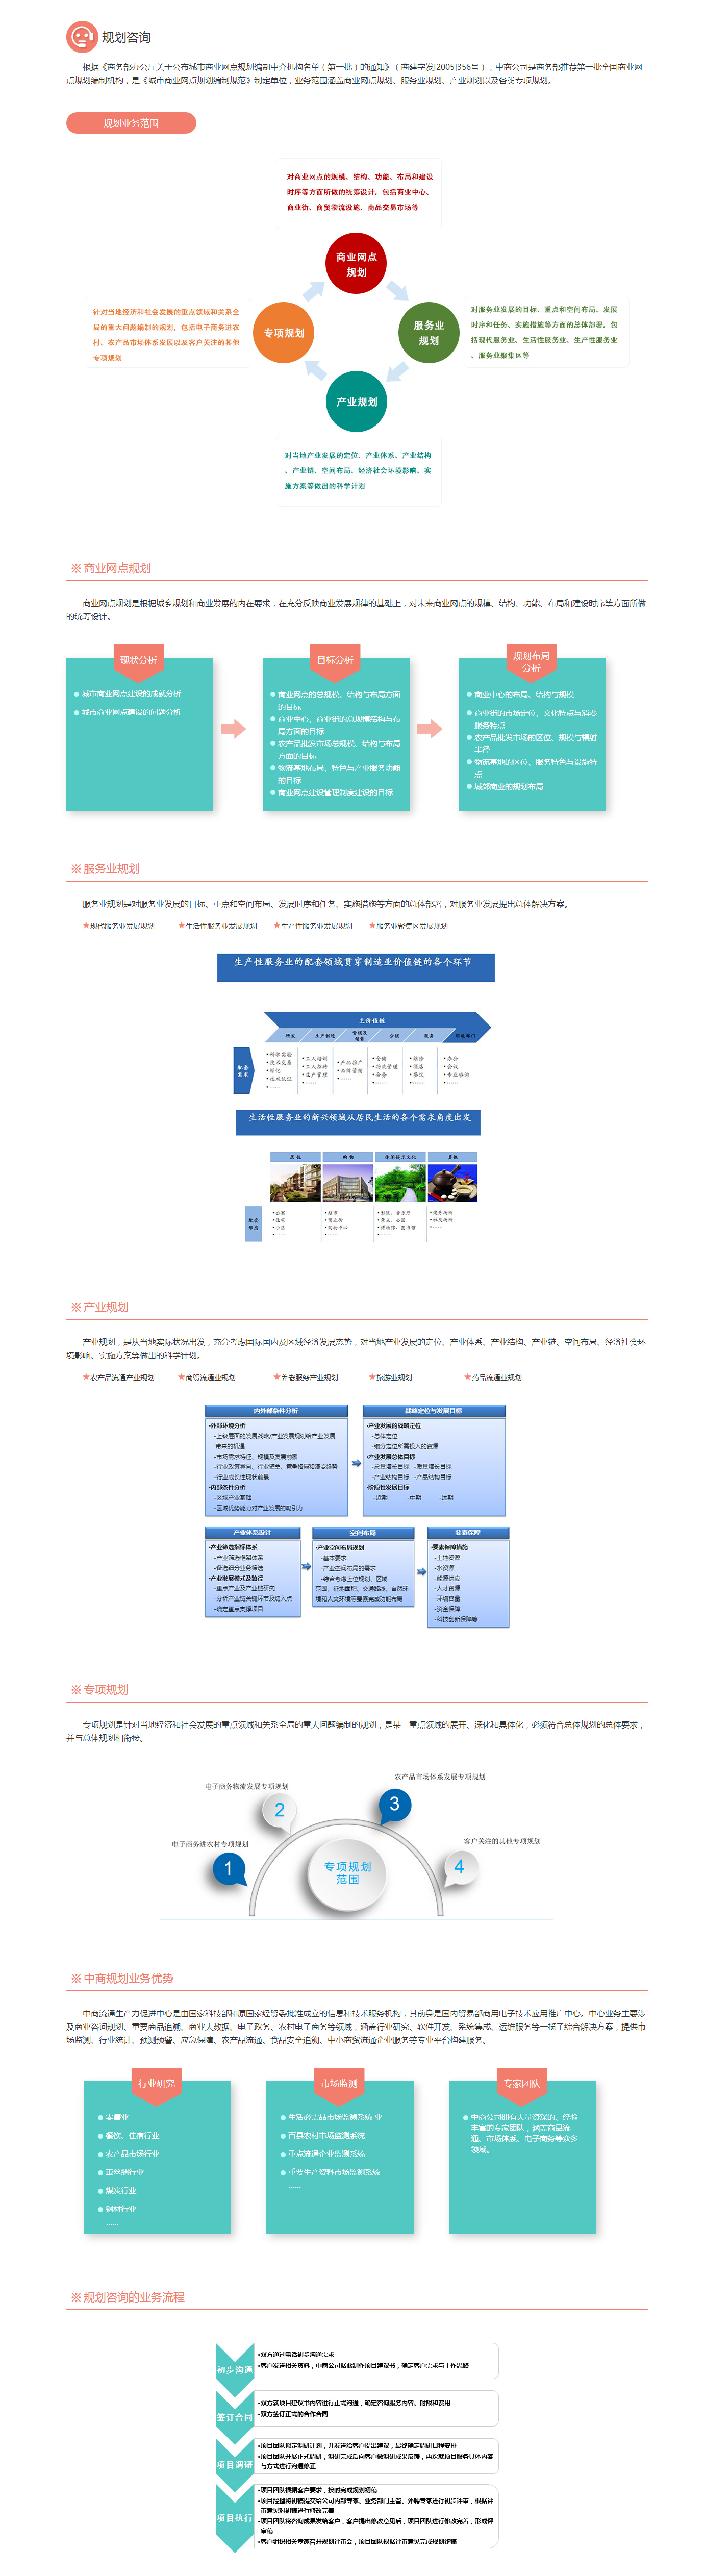 规划咨询
根据《商务部办公厅关于公布城市商业网点规划编制中介机构名单（第一批）的通知》（商建字发[2005]356号），中商公司是商务部推荐第一批全国商业网
点规划编制机构，是《城市商业网点规划编制规范》制定单位，业务范围涵盖商业网点规划、服务业规划、产业规划以及各类专项规划。
规划业务范围
对商业网点的规模、结构、功能、布局和建设
时序等方面所做的统筹设计，包括商业中心、
商业街、商贸物流设施、商品交易市场等
商业网点
规划
针对当地经济和社会发展的重点领域和关系全
局的重大问题编制的规划，包括电子商务进农
村、农产品市场体系发展以及客户关注的其他
专项规划
专项规划
服务业
规划
对服务业发展的目标、重点和空间布局、发展
时序和任务、实施措施等方面的总体部署，包
括现代服务业、生活性服务业、生产性服务业
、服务业聚集区等
产业规划
对当地产业发展的定位、产业体系、产业结构
、产业链、空间布局、经济社会环境影响、实
施方案等做出的科学计划
※ 商业网点规划
商业网点规划是根据城乡规划和商业发展的内在要求，在充分反映商业发展规律的基础上，对未来商业网点的规模、结构、功能、布局和建设时序等方面所做
的统筹设计。
现状分析
城市商业网点建设的成就分析
城市商业网点建设的问题分析
目标分析
商业网点的总规模、结构与布局方面
的目标
商业中心、商业街的总规模结构与布
局方面的目标
农产品批发市场总规模、结构与布局
方面的目标
物流基地布局、特色与产业服务功能
的目标
商业网点建设管理制度建设的目标
规划布局
分析
商业中心的布局、结构与规模
商业街的市场定位、文化特点与消费
服务特点
农产品批发市场的区位、规模与辐射
半径
物流基地的区位、服务特色与设施特
点
城郊商业的规划布局
※ 服务业规划
服务业规划是对服务业发展的目标、重点和空间布局、发展时序和任务、实施措施等方面的总体部署，对服务业发展提出总体解决方案。
★现代服务业发展规划 ★生活性服务业发展规划 ★生产性服务业发展规划 ★服务业聚集区发展规划
生产性服务业的配套领域贯穿制造业价值链的各个环节
主价值链
研发 生产制造 营销及销售 分销 服务 职能部门
配套
需求
•科学实验
•技术交易
•孵化
•技术认证
•……
•工人培训
•工人招聘
•生产管理
•……
•产品推广
•品牌营销
•……
•仓储
•物流管理
•会务
•……
•维修
•温度
•鉴院
•……
•办公
•会议
•专业咨询
•……
生活性服务业的新兴领域从居民生活的各个需求角度出发
居住 购物 休闲娱乐文化 其他
配套
形态
•公寓
•住宅
•小区
•……
•超市
•商业街
•购物中心
•……
•影院、音乐厅
•景点、公园
•博物馆、图书馆
•……
•健身场所
•社交场所
•……
※ 产业规划
产业规划，是从当地实际状况出发，充分考虑国际国内及区域经济发展态势，对当地产业发展的定位、产业体系、产业结构、产业链、空间布局、经济社会环
境影响、实施方案等做出的科学计划。
★农产品流通产业规划 ★商贸流通业规划 ★养老服务产业规划 ★旅游业规划 ★药品流通业规划
内外部条件分析
•外部环境分析
-上级层面的发展战略/产业发展规划给产业发展
带来的机遇
-市场需求特征、规模及发展前景
-行业政策导向、行业壁垒、竞争格局和演变趋势
-行业成长性现状前景
•内部条件分析
-区域产业基础
-区域优势能力对产业发展的吸引力
战略定位与发展目标
•产业发展的战略定位
-总体定位
-细分定位所需投入的资源
•产业发展总体目标
-总量增长目标 -质量增长目标
-产业结构目标 -产品结构目标
•阶段性发展目标
-近期 -中期 -远期
产业体系设计
•产业筛选指标体系
-产业筛选框架体系
-备选细分业务筛选
•产业发展模式及路径
-重点产业及产业链研究
-分析产业链关键环节及切入点
-确定重点支撑项目
空间布局
•产业空间布局规划
-基本要求
-产业空间布局的需求
-综合考虑上位规划、区域
范围、征地面积、交通路线、自然环
境和人文环境等要素完成功能布局
要素保障
•要素保障措施
-土地资源
-水资源
-能源供应
-人才资源
-环境容量
-资金保障
-科技创新保障等
※ 专项规划
专项规划是针对当地经济和社会发展的重点领域和关系全局的重大问题编制的规划，是某一重点领域的展开、深化和具体化，必须符合总体规划的总体要求，
并与总体规划相衔接。
农产品市场体系发展专项规划
电子商务物流发展专项规划
3
2
电子商务进农村专项规划
客户关注的其他专项规划
1
专项规划
范围
4
※ 中商规划业务优势
中商流通生产力促进中心是由国家科技部和原国家经贸委批准成立的信息和技术服务机构，其前身是国内贸易部商用电子技术应用推广中心。中心业务主要涉
及商业咨询规划、重要商品追溯、商业大数据、电子政务、农村电子商务等领域，涵盖行业研究、软件开发、系统集成、运维服务等一揽子综合解决方案，提供市
场监测、行业统计、预测预警、应急保障、农产品流通、食品安全追溯、中小商贸流通企业服务等专业平台构建服务。
行业研究
零售业
餐饮、住宿行业
农产品市场行业
茧丝绸行业
煤炭行业
钢材行业
……
市场监测
生活必需品市场监测系统 业
百县农村市场监测系统
重点流通企业监测系统
重要生产资料市场监测系统
……
专家团队
中商公司拥有大量资深的、经验
丰富的专家团队，涵盖商品流
通、市场体系、电子商务等众多
领域。
※ 规划咨询的业务流程
初步沟通
•双方通过电话初步沟通需求
•客户发送相关资料，中商公司据此制作项目建议书，确定客户需求与工作思路
签订合同
•双方就项目建议书内容进行正式沟通，确定咨询服务内容、时限和费用
•双方签订正式的合作合同
项目调研
•项目团队拟定调研计划，并发送给客户提出建议，最终确定调研日程安排
•项目团队开展正式调研，调研完成后向客户做调研成果反馈，再次就项目服务具体内容
与方式进行沟通修正
项目执行
•项目团队根据客户要求，按时完成规划初稿
•项目经理将初稿提交给公司内部专家、业务部门主管、外聘专家进行初步评审，根据评
审意见对初稿进行修改完善
•项目团队将咨询成果发给客户，客户提出修改意见后，项目团队进行修改完善，形成评
审稿
•客户组织相关专家召开规划评审会，项目团队根据评审意见完成规划终稿